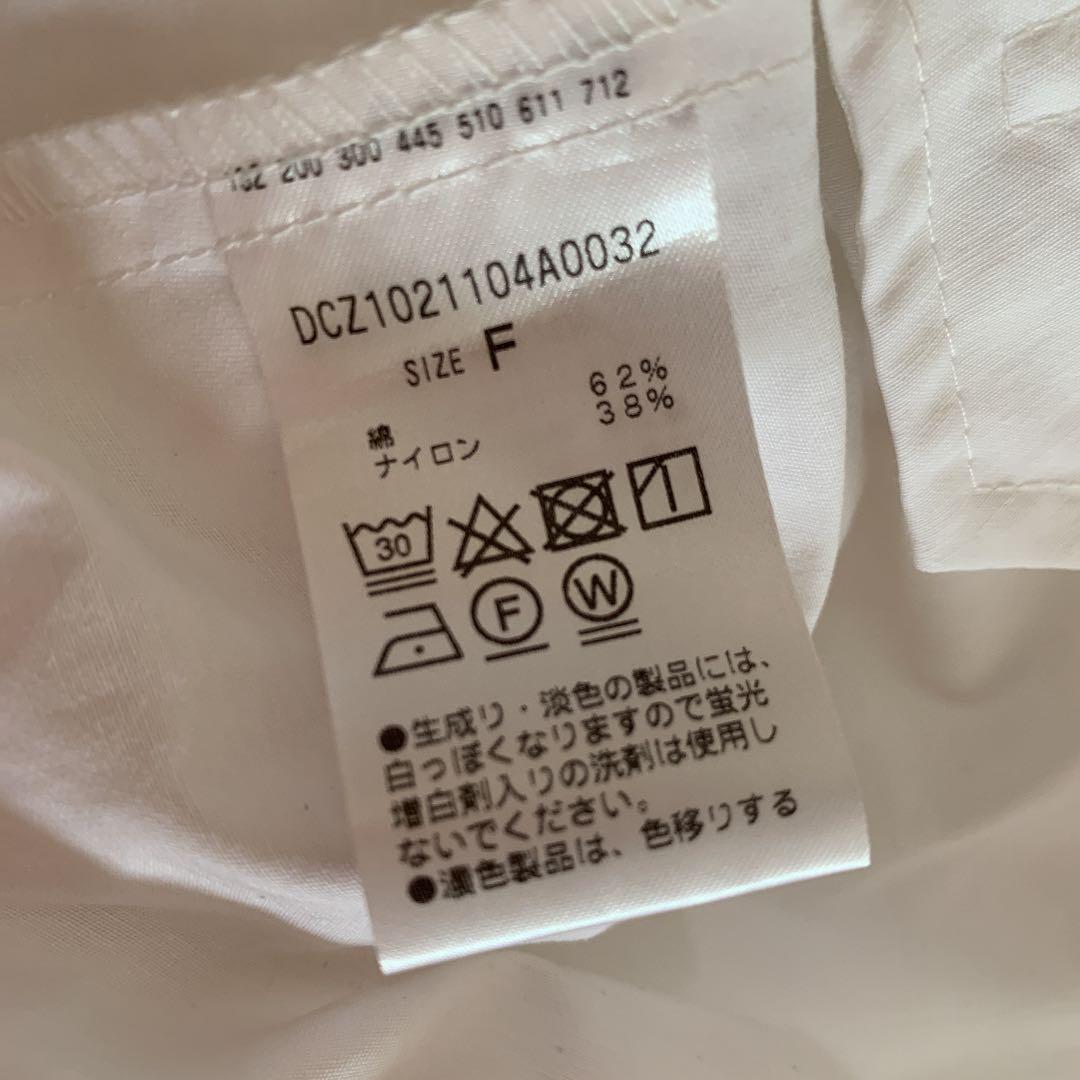 102 200 300 445 510 611 712
DCZ1021104A0032
SIZE F
綿 62%
ナイロン 38%
30
F W
●生成り・淡色の製品には、
白っぽくなりますので蛍光
増白剤入りの洗剤は使用し
ないでください。
●濃色製品は、色移りする